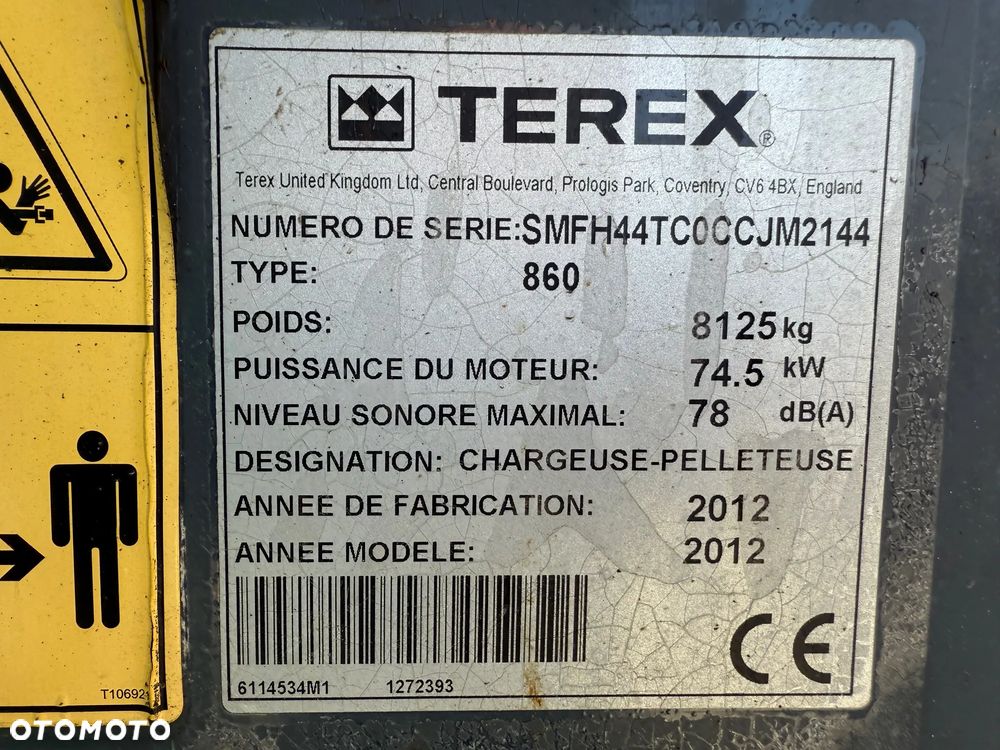 TEREX®
Terex United Kingdom Ltd, Central Boulevard, Prologis Park, Coventry, CV6 4BX, England
NUMERO DE SERIE:SMFH44TC0CCJM2144
TYPE: 860
POIDS: 8125 kg
PUISSANCE DU MOTEUR: 74.5 kW
NIVEAU SONORE MAXIMAL: 78 dB(A)
DESIGNATION: CHARGEUSE-PELLETEUSE
ANNEE DE FABRICATION: 2012
ANNEE MODELE: 2012
6114534M1 1272393
CE
T10692
OTOMOTO